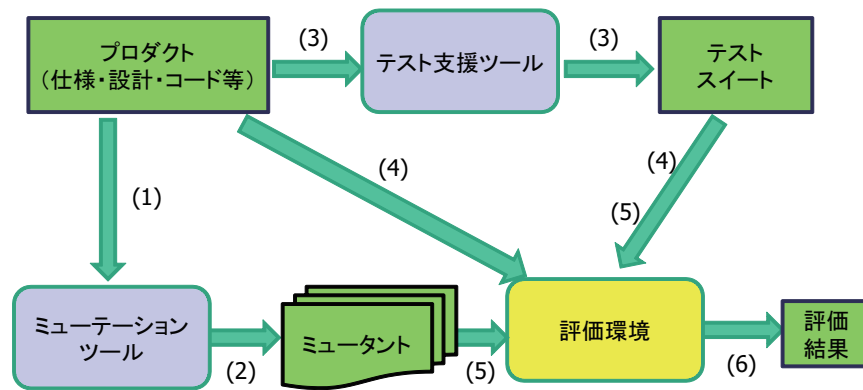 プロダクト
(仕様・設計・コード等)
(3)
テスト支援ツール
(3)
テスト
スイート
(1)
(4)
(4)
(5)
ミューテーション
ツール
(2)
ミュータント
(5)
評価環境
(6)
評価
結果